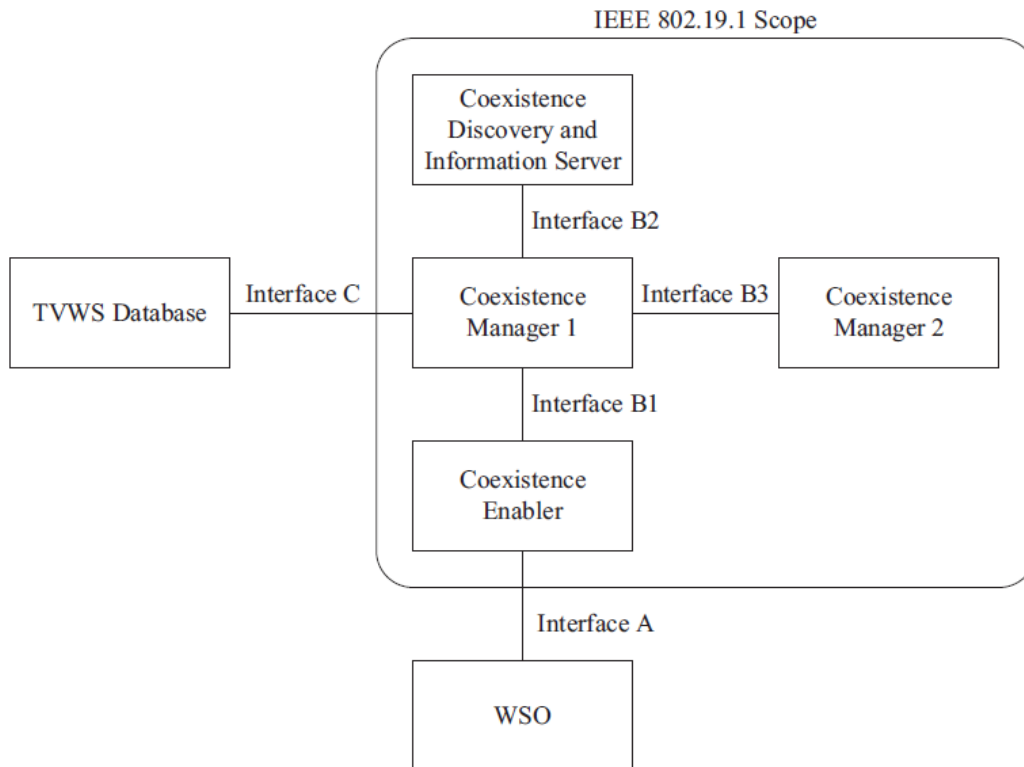 IEEE 802.19.1 Scope
Coexistence
Discovery and
Information Server
Interface B2
TVWS Database
Interface C
Coexistence
Manager 1
Interface B3
Coexistence
Manager 2
Interface B1
Coexistence
Enabler
Interface A
WSO